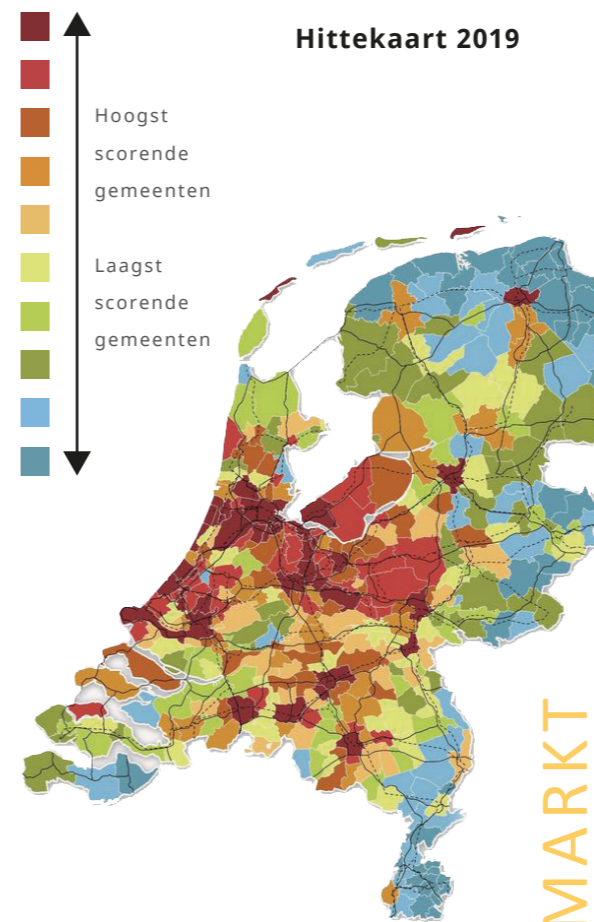 Hittekaart 2019
Hoogst
scorende
gemeenten
Laagst
scorende
gemeenten
MARKT